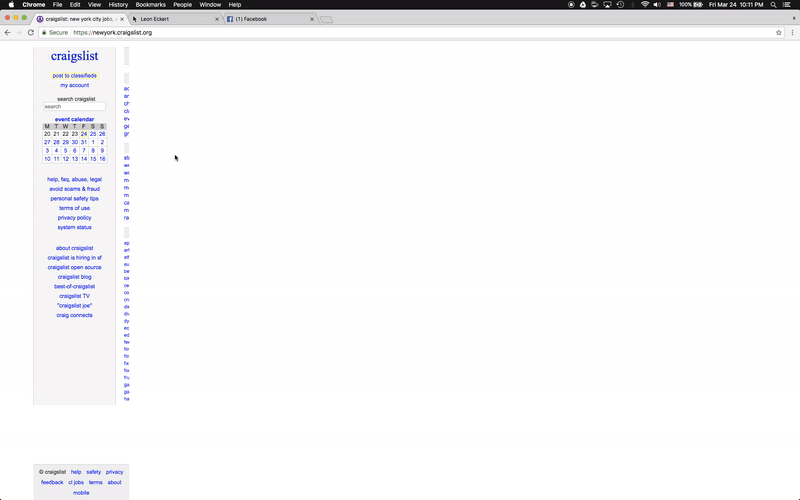 Chrome File Edit View History Bookmarks People Window Help 100% Fri Mar 24 10:11 PM
craigslist: new york city jobs, Leon Eckert (1) Facebook
Secure https://newyork.craigslist.org
craigslist
post to classifieds
my account
search craigslist
search
event calendar
M T W T F S S
20 21 22 23 24 25 26
27 28 29 30 31 1 2
3 4 5 6 7 8 9
10 11 12 13 14 15 16
help, faq, abuse, legal
avoid scams & fraud
personal safety tips
terms of use
privacy policy
system status
about craigslist
craigslist is hiring in sf
craigslist open source
craigslist blog
best-of-craigslist
craigslist TV
"craigslist joe"
craig connects
© craigslist help safety privacy
feedback cl jobs terms about
mobile